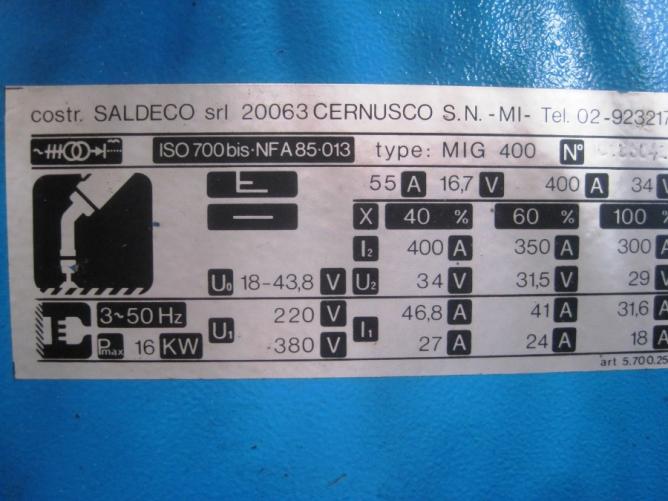 costr. SALDECO srl 20063 CERNUSCO S.N. -MI- Tel. 02-923217
ISO 700bis·NFA 85·013 type: MIG 400 N°
55 A 16,7 V 400 A 34 V
X 40 % 60 % 100 %
I₂ 400 A 350 A 300 A
U₀ 18-43,8 V U₂ 34 V 31,5 V 29 V
3~50 Hz U₁ 220 V I₁ 46,8 A 41 A 31,6 A
Pmax 16 KW 380 V 27 A 24 A 18 A
art 5.700.25